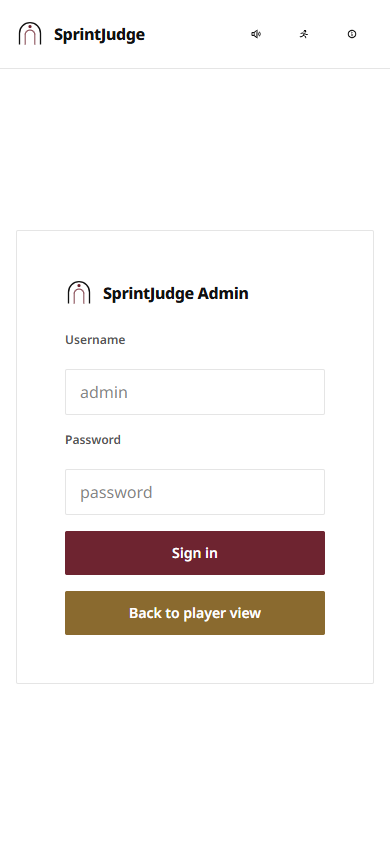 SprintJudge
SprintJudge Admin
Username
admin
Password
password
Sign in
Back to player view